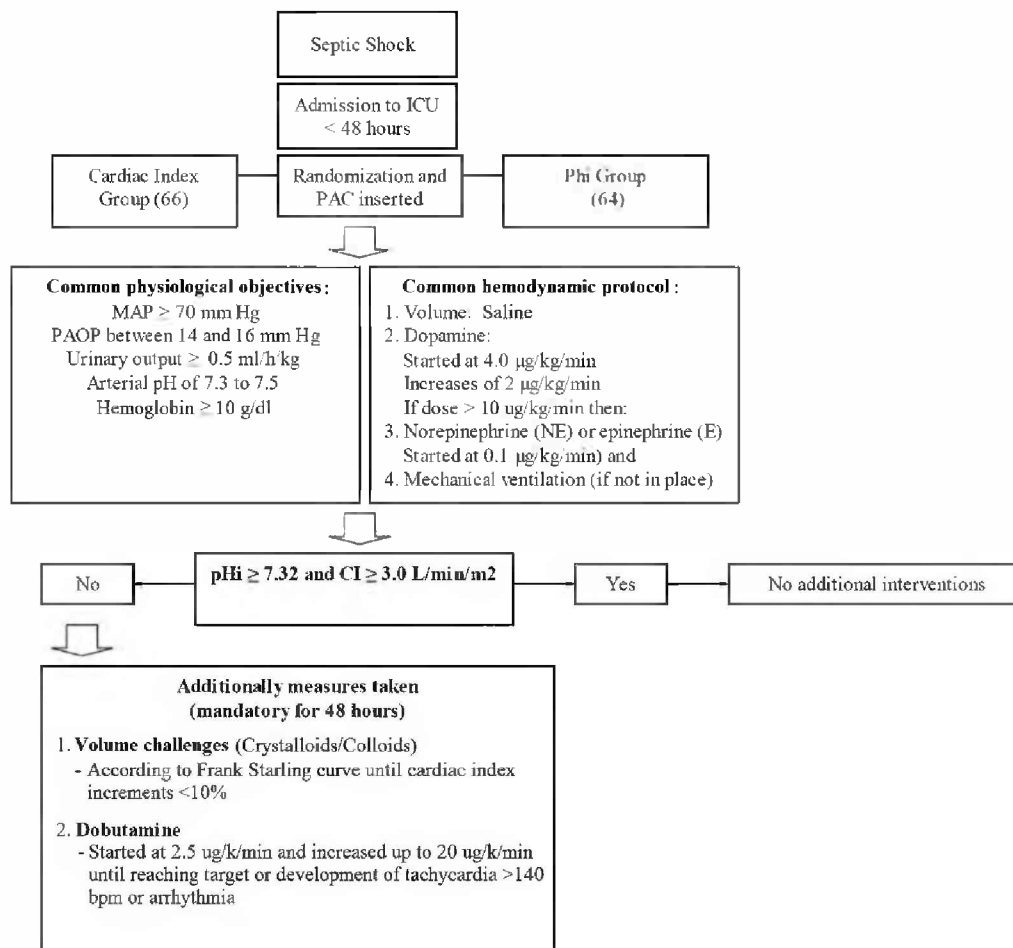 Septic Shock
Admission to ICU
< 48 hours
Cardiac Index
Group (66)
Randomization and
PAC inserted
Phi Group
(64)
Common physiological objectives:
MAP ≥ 70 mm Hg
PAOP between 14 and 16 mm Hg
Urinary output ≥ 0.5 ml/h/kg
Arterial pH of 7.3 to 7.5
Hemoglobin ≥ 10 g/dl
Common hemodynamic protocol:
1. Volume: Saline
2. Dopamine:
Started at 4.0 µg/kg/min
Increases of 2 µg/kg/min
If dose > 10 ug/kg/min then:
3. Norepinephrine (NE) or epinephrine (E)
Started at 0.1 µg/kg/min) and
4. Mechanical ventilation (if not in place)
pHi ≥ 7.32 and CI ≥ 3.0 L/min/m2
No
Yes
No additional interventions
Additionally measures taken
(mandatory for 48 hours)
1. Volume challenges (Crystalloids/Colloids)
- According to Frank Starling curve until cardiac index
increments <10%
2. Dobutamine
- Started at 2.5 ug/k/min and increased up to 20 ug/k/min
until reaching target or development of tachycardia >140
bpm or arrhythmia